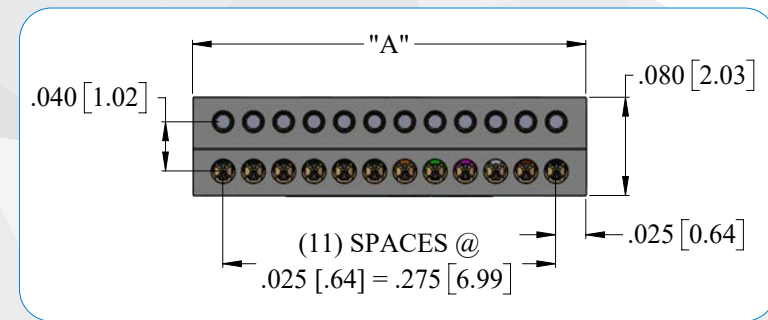 "A"
.040 [1.02]
.080 [2.03]
(11) SPACES @
.025 [0.64]
.025 [.64] = .275 [6.99]